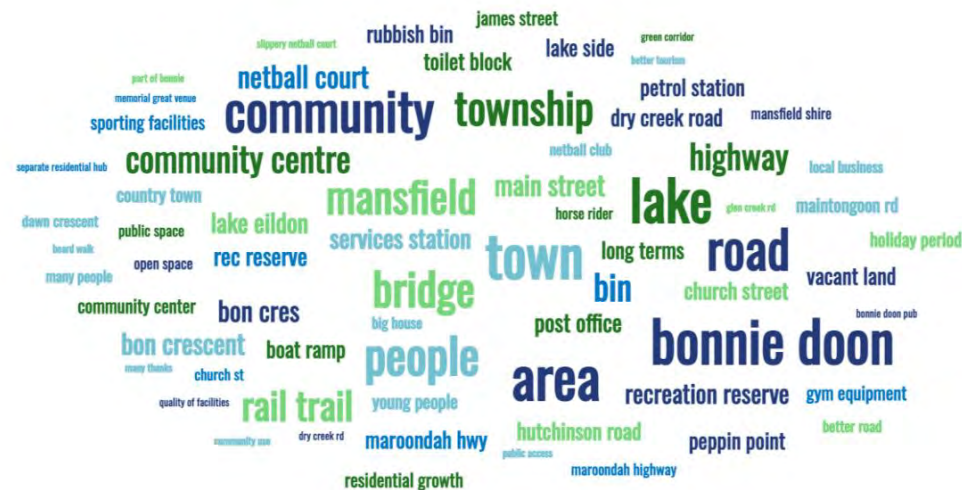 james street
slippery netball court
rubbish bin
green corridor
lake side
toilet block
better tourism
part of bonnie
netball court
petrol station
memorial great venue
community
township
sporting facilities
dry creek road
mansfield shire
netball club
community centre
highway
separate residential hub
local business
country town
mansfield
main street
lake
horse rider
glen creek rd
maintongoon rd
dawn crescent
public space
lake eildon
services station
town
long terms
road
holiday period
board walk
open space
rec reserve
many people
bin
vacant land
church street
community center
bon cres
bridge
big house
post office
bonnie doon pub
bonnie doon
bon crescent
boat ramp
people
many thanks
church st
area
recreation reserve
gym equipment
quality of facilities
rail trail
young people
better road
community use
dry creek rd
maroondah hwy
hutchinson road
peppin point
public access
maroondah highway
residential growth